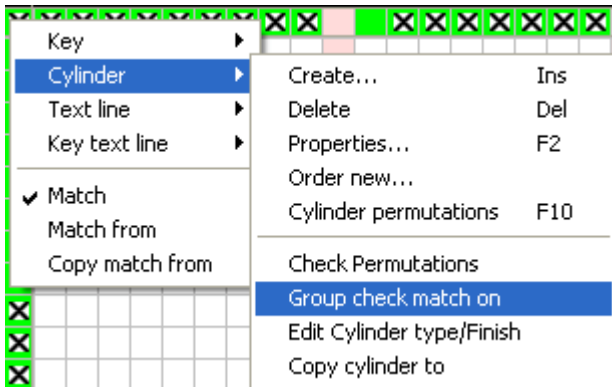 Key
Cylinder
Text line
Key text line
Match
Match from
Copy match from
Create... Ins
Delete Del
Properties... F2
Order new...
Cylinder permutations F10
Check Permutations
Group check match on
Edit Cylinder type/Finish
Copy cylinder to